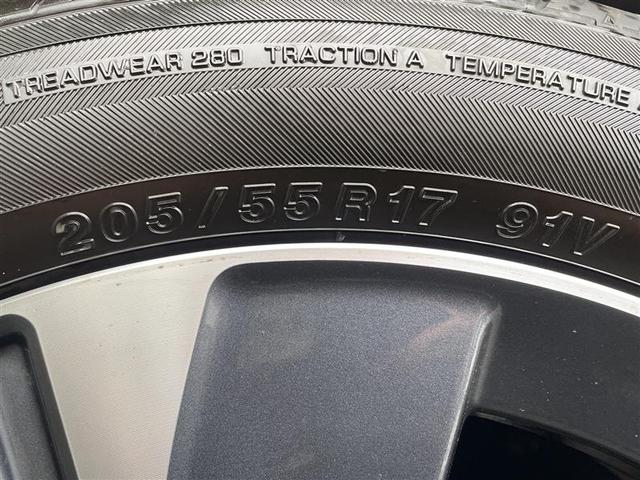 TREADWEAR 280 TRACTION A TEMPERATURE
205/55R17 91V